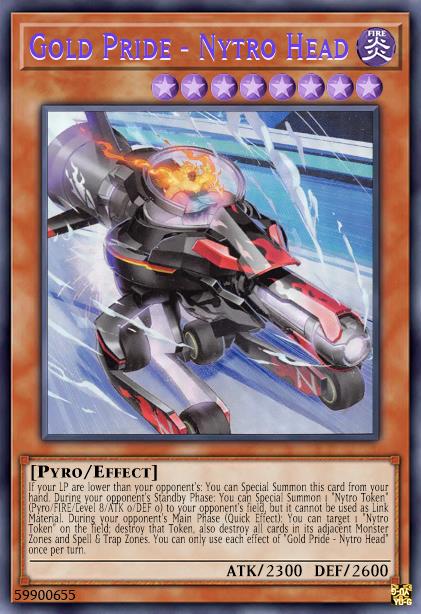 GOLD PRIDE - NYTRO HEAD
FIRE
炎
[PYRO/EFFECT]
If your LP are lower than your opponent's: You can Special Summon this card from your
hand. During your opponent's Standby Phase: You can Special Summon 1 "Nytro Token"
(Pyro/FIRE/Level 8/ATK 0/DEF 0) to your opponent's field, but it cannot be used as Link
Material. During your opponent's Main Phase (Quick Effect): You can target 1 "Nytro
Token" on the field; destroy that Token, also destroy all cards in its adjacent Monster
Zones and Spell & Trap Zones. You can only use each effect of "Gold Pride - Nytro Head"
once per turn.
ATK/2300 DEF/2600
59900655